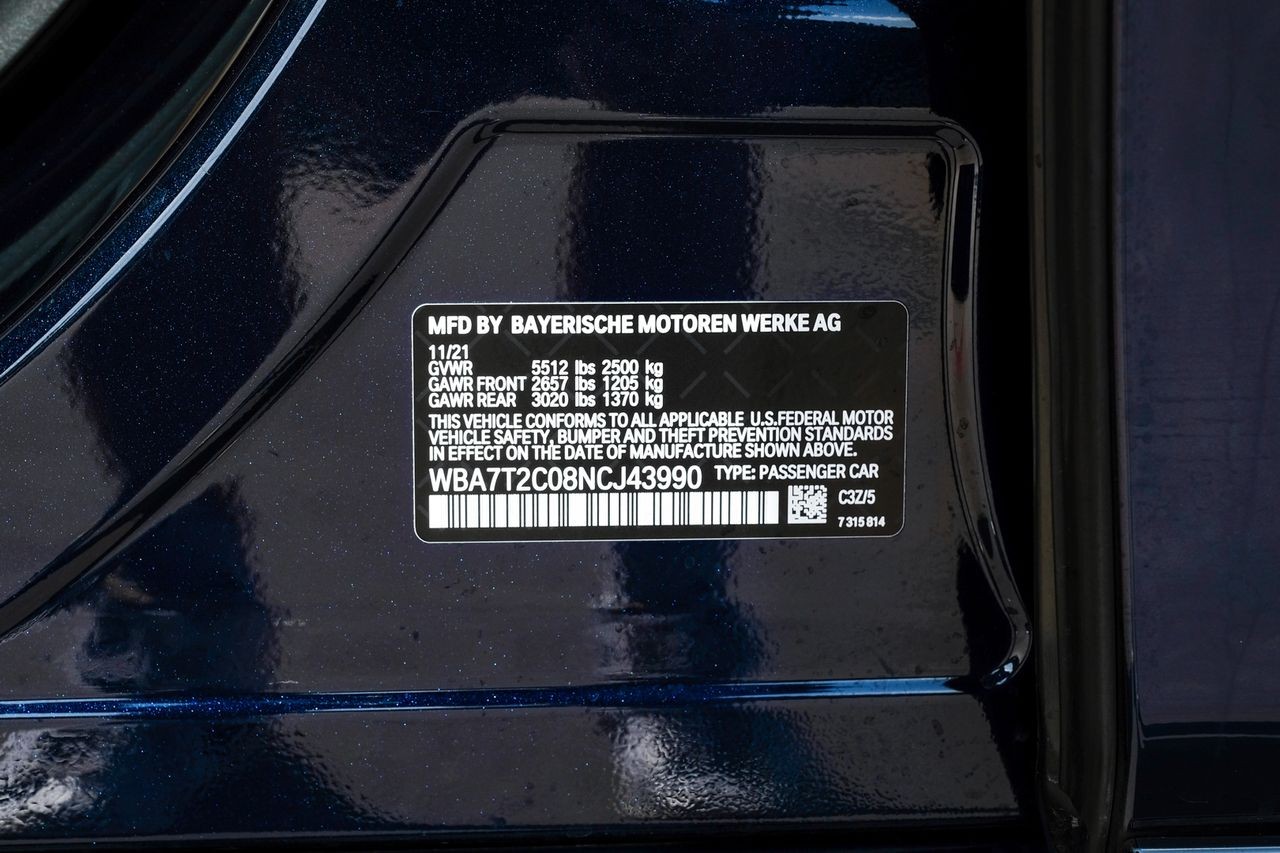 MFD BY BAYERISCHE MOTOREN WERKE AG
11/21
GVWR 5512 lbs 2500 kg
GAWR FRONT 2657 lbs 1205 kg
GAWR REAR 3020 lbs 1370 kg
THIS VEHICLE CONFORMS TO ALL APPLICABLE U.S.FEDERAL MOTOR
VEHICLE SAFETY, BUMPER AND THEFT PREVENTION STANDARDS
IN EFFECT ON THE DATE OF MANUFACTURE SHOWN ABOVE.
WBA7T2C08NCJ43990 TYPE: PASSENGER CAR
C3Z/5
7 315 814